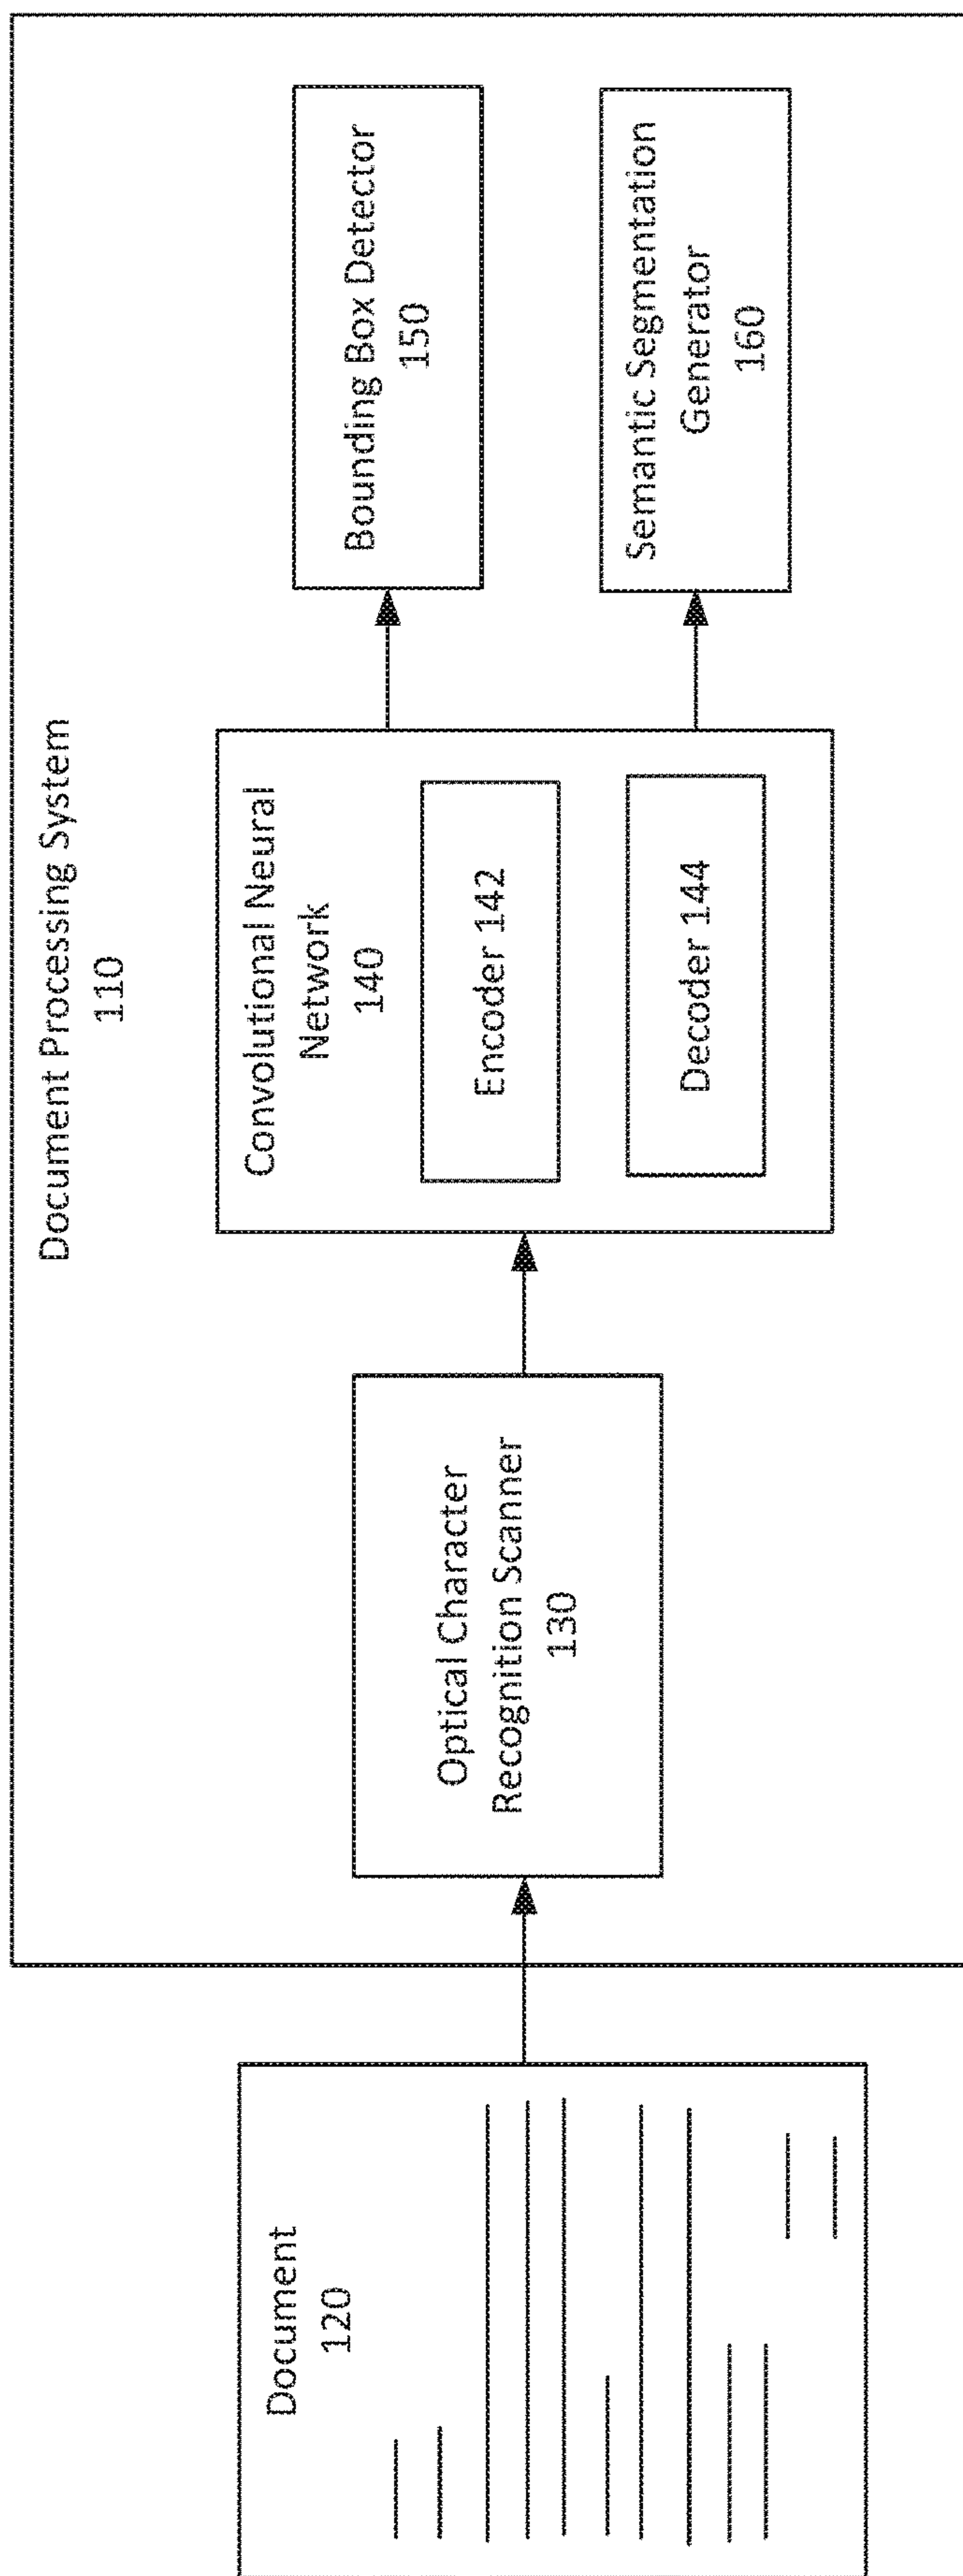 Document Processing System
110
Document
120
Optical Character
Recognition Scanner
130
Convolutional Neural
Network
140
Encoder 142
Decoder 144
Bounding Box Detector
150
Semantic Segmentation
Generator
160